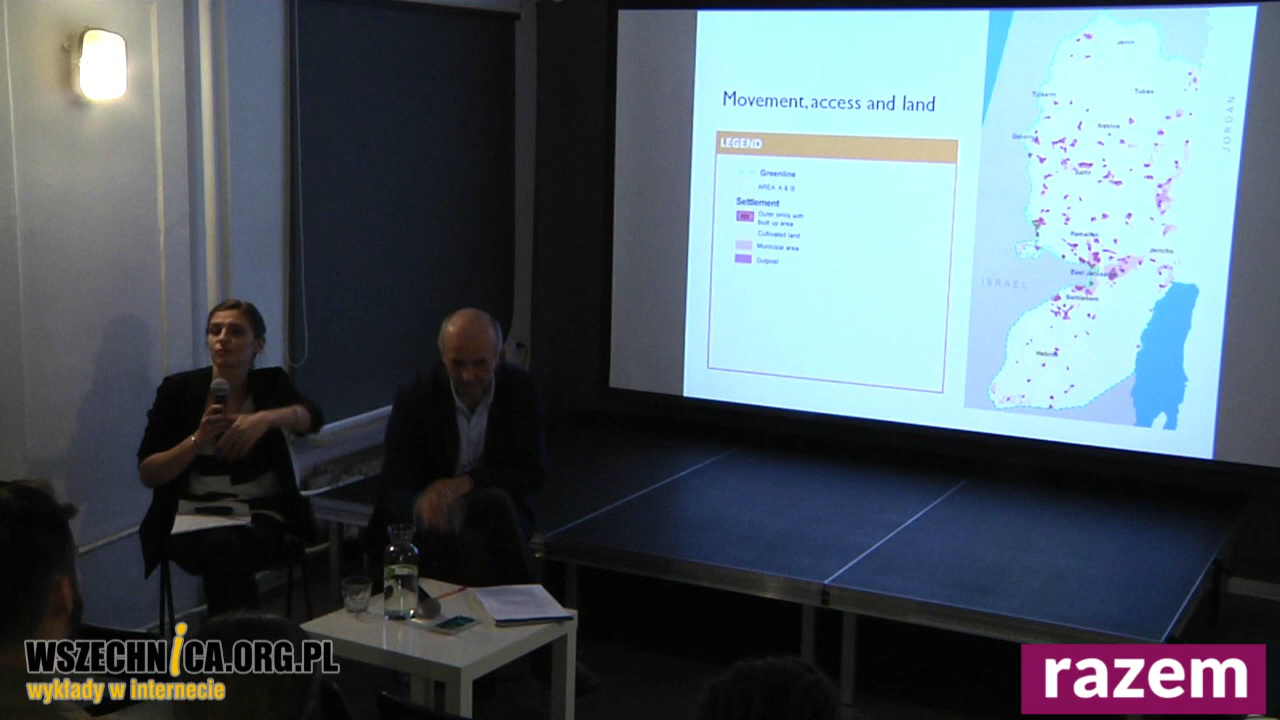 Movement, access and land
LEGEND
Greenline
AREA A & B
Settlement
Outer limits with
built up area
Cultivated land
Municipal area
Outpost
Jenin
Tulkarm
Tubas
Nablus
Salfit
Ramallah
Jericho
East Jerusalem
Bethlehem
Hebron
ISRAEL
JORDAN
WSZECHNICA.ORG.PL
wykłady w internecie
razem